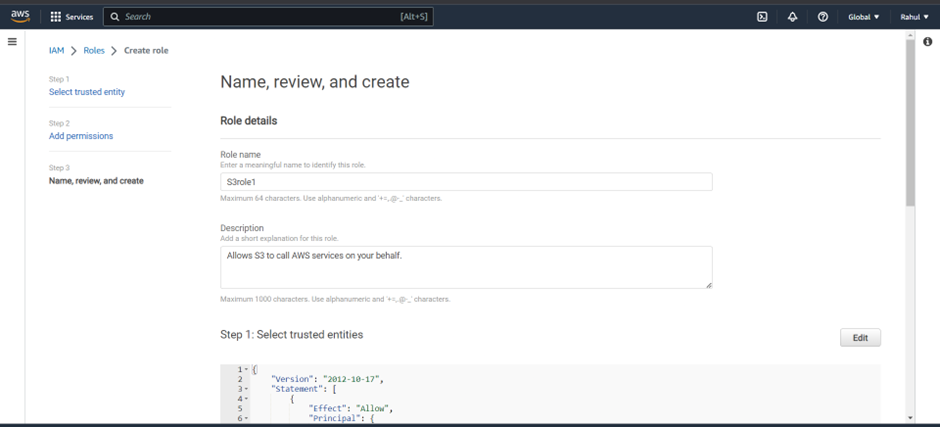 aws Services Search [Alt+S] Global ▼ Rahul ▼
IAM > Roles > Create role
Step 1
Select trusted entity
Step 2
Add permissions
Step 3
Name, review, and create
Name, review, and create
Role details
Role name
Enter a meaningful name to identify this role.
S3role1
Maximum 64 characters. Use alphanumeric and '+=,.@-_' characters.
Description
Add a short explanation for this role.
Allows S3 to call AWS services on your behalf.
Maximum 1000 characters. Use alphanumeric and '+=,.@-_' characters.
Step 1: Select trusted entities
Edit
1 {
2 "Version": "2012-10-17",
3 "Statement": [
4 {
5 "Effect": "Allow",
6 "Principal": {